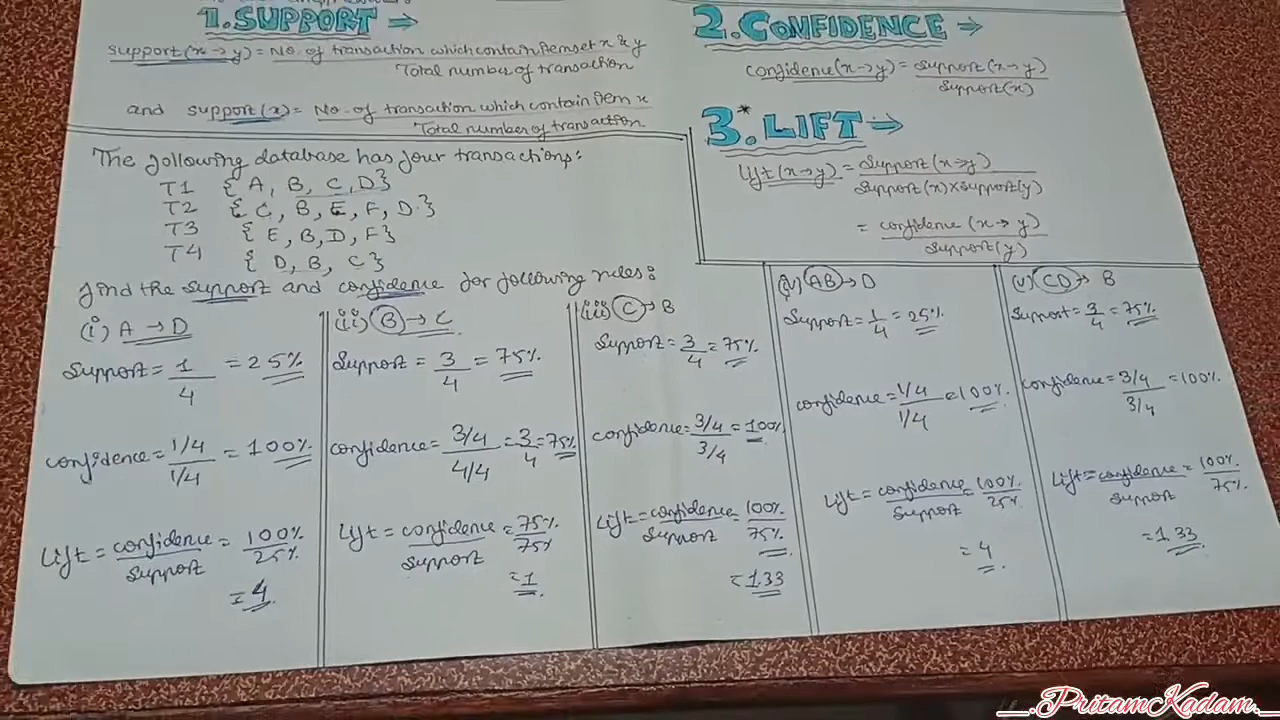 1. SUPPORT →
support(x→y) = No. of transaction which contain itemset x & y
Total number of transaction
and support(x) = No. of transaction which contain item x
Total number of transaction
2. CONFIDENCE →
confidence(x→y) = support(x→y)
support(x)
3.* LIFT →
Lift(x→y) = support(x→y)
support(x) x support(y)
= confidence(x→y)
support(y)
The following database has four transactions:
T1 { A, B, C, D}
T2 { C, B, E, F, D }
T3 { E, B, D, F}
T4 { D, B, C }
find the support and confidence for following rules:
(i) A → D
Support = 1 = 25%
4
confidence = 1/4 = 100%
1/4
Lift = confidence = 100%
support 25%
= 4
(ii) B → C
Support = 3 = 75%
4
confidence = 3/4 = 3 = 75%
4/4 4
Lift = confidence = 75%
support 75%
= 1
(iii) C → B
Support = 3 = 75%
4
confidence = 3/4 = 100%
3/4
Lift = confidence = 100%
support 75%
= 1.33
(iv) AB → D
Support = 1 = 25%
4
confidence = 1/4 = 100%
1/4
Lift = confidence = 100%
support 25%
= 4
(v) CD → B
Support = 3 = 75%
4
confidence = 3/4 = 100%
3/4
Lift = confidence = 100%
support 75%
= 1.33
__.PritamKadam.__